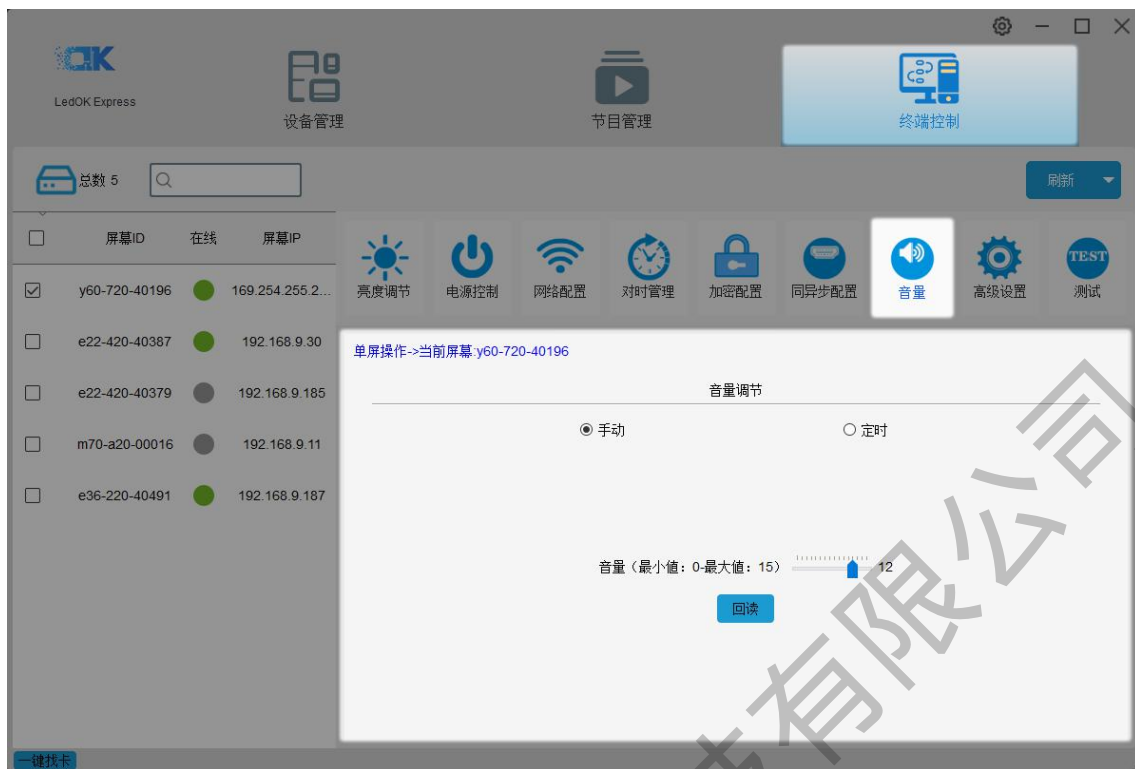 LedOK Express
设备管理
节目管理
终端控制
总数 5
刷新
屏幕ID 在线 屏幕IP
亮度调节 电源控制 网络配置 对时管理 加密配置 同异步配置 音量 高级设置 TEST 测试
y60-720-40196 169.254.255.2...
e22-420-40387 192.168.9.30
e22-420-40379 192.168.9.185
m70-a20-00016 192.168.9.11
e36-220-40491 192.168.9.187
单屏操作->当前屏幕:y60-720-40196
音量调节
手动 定时
音量（最小值：0-最大值：15） 12
回读
一键找卡
技有限公司